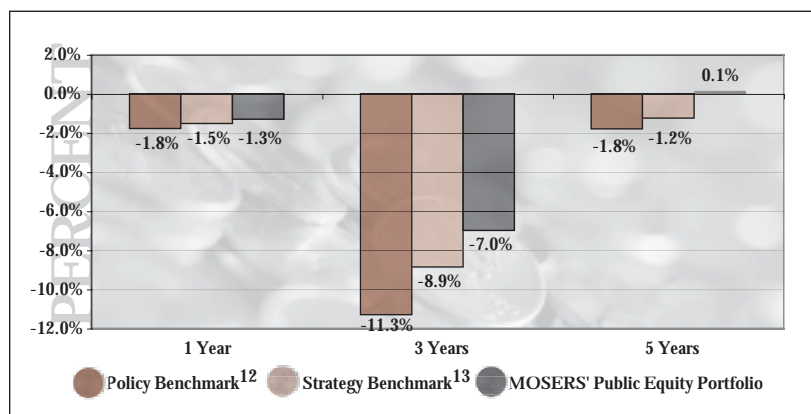 PERCENT
2.0%
0.0%
-2.0%
-4.0%
-6.0%
-8.0%
-10.0%
-12.0%
-1.8%
-1.5%
-1.3%
-11.3%
-8.9%
-7.0%
-1.8%
-1.2%
0.1%
1 Year
3 Years
5 Years
Policy Benchmark12
Strategy Benchmark13
MOSERS' Public Equity Portfolio